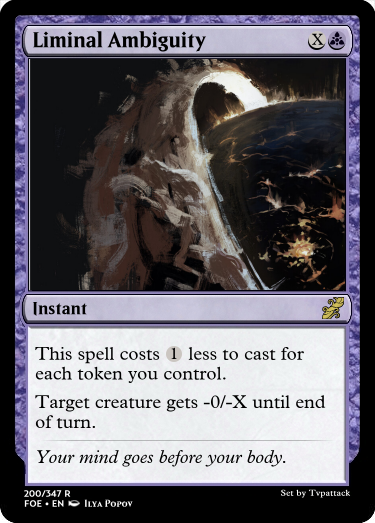 Liminal Ambiguity X
Instant
This spell costs 1 less to cast for
each token you control.
Target creature gets -0/-X until end
of turn.
Your mind goes before your body.
200/347 R
FOE • EN Ilya Popov
Set by Tvpattack